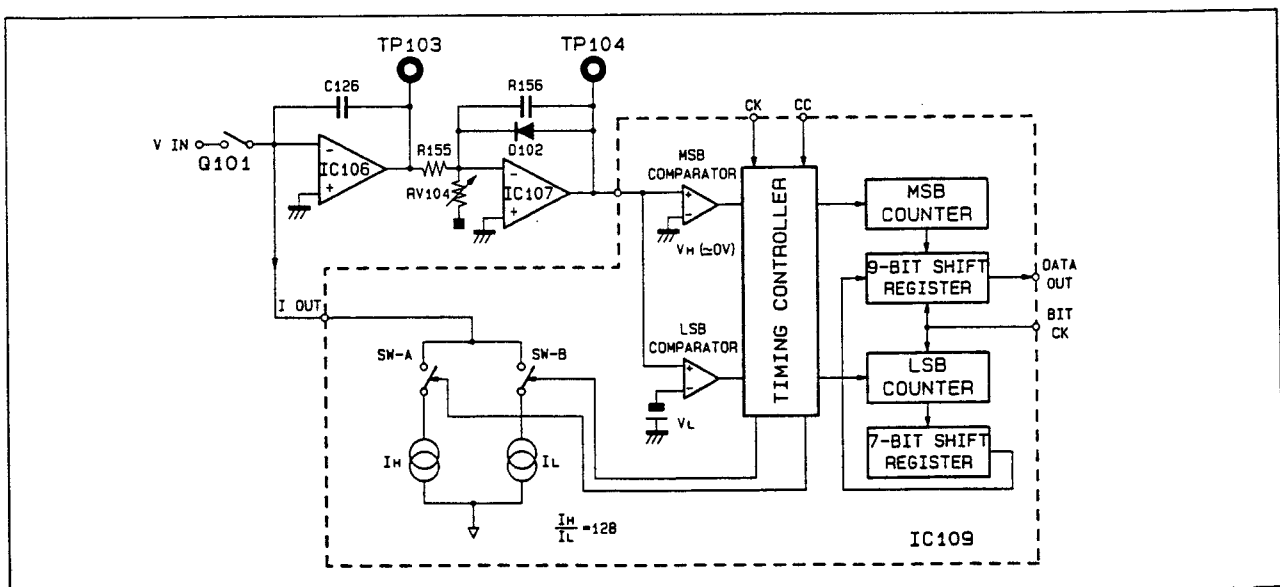 TP103
TP104
C126
R156
CK
CC
V IN
Q101
IC106
R155
D102
RV104
IC107
MSB
COMPARATOR
VH (≃0V)
TIMING CONTROLLER
MSB
COUNTER
9-BIT SHIFT
REGISTER
DATA
OUT
BIT
CK
I OUT
SW-A
SW-B
LSB
COMPARATOR
VL
LSB
COUNTER
7-BIT SHIFT
REGISTER
IH
IL
IH/IL =128
IC109